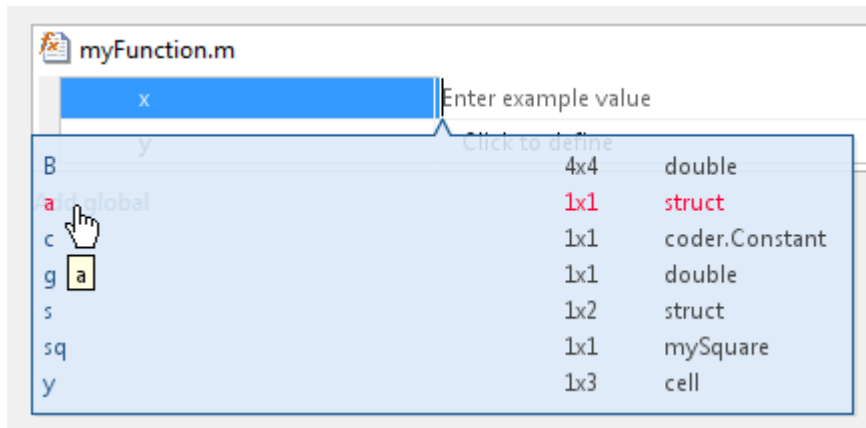 myFunction.m
x Enter example value
y Click to define
B 4x4 double
Add global
a 1x1 struct
c 1x1 coder.Constant
g 1x1 double
a
s 1x2 struct
sq 1x1 mySquare
y 1x3 cell